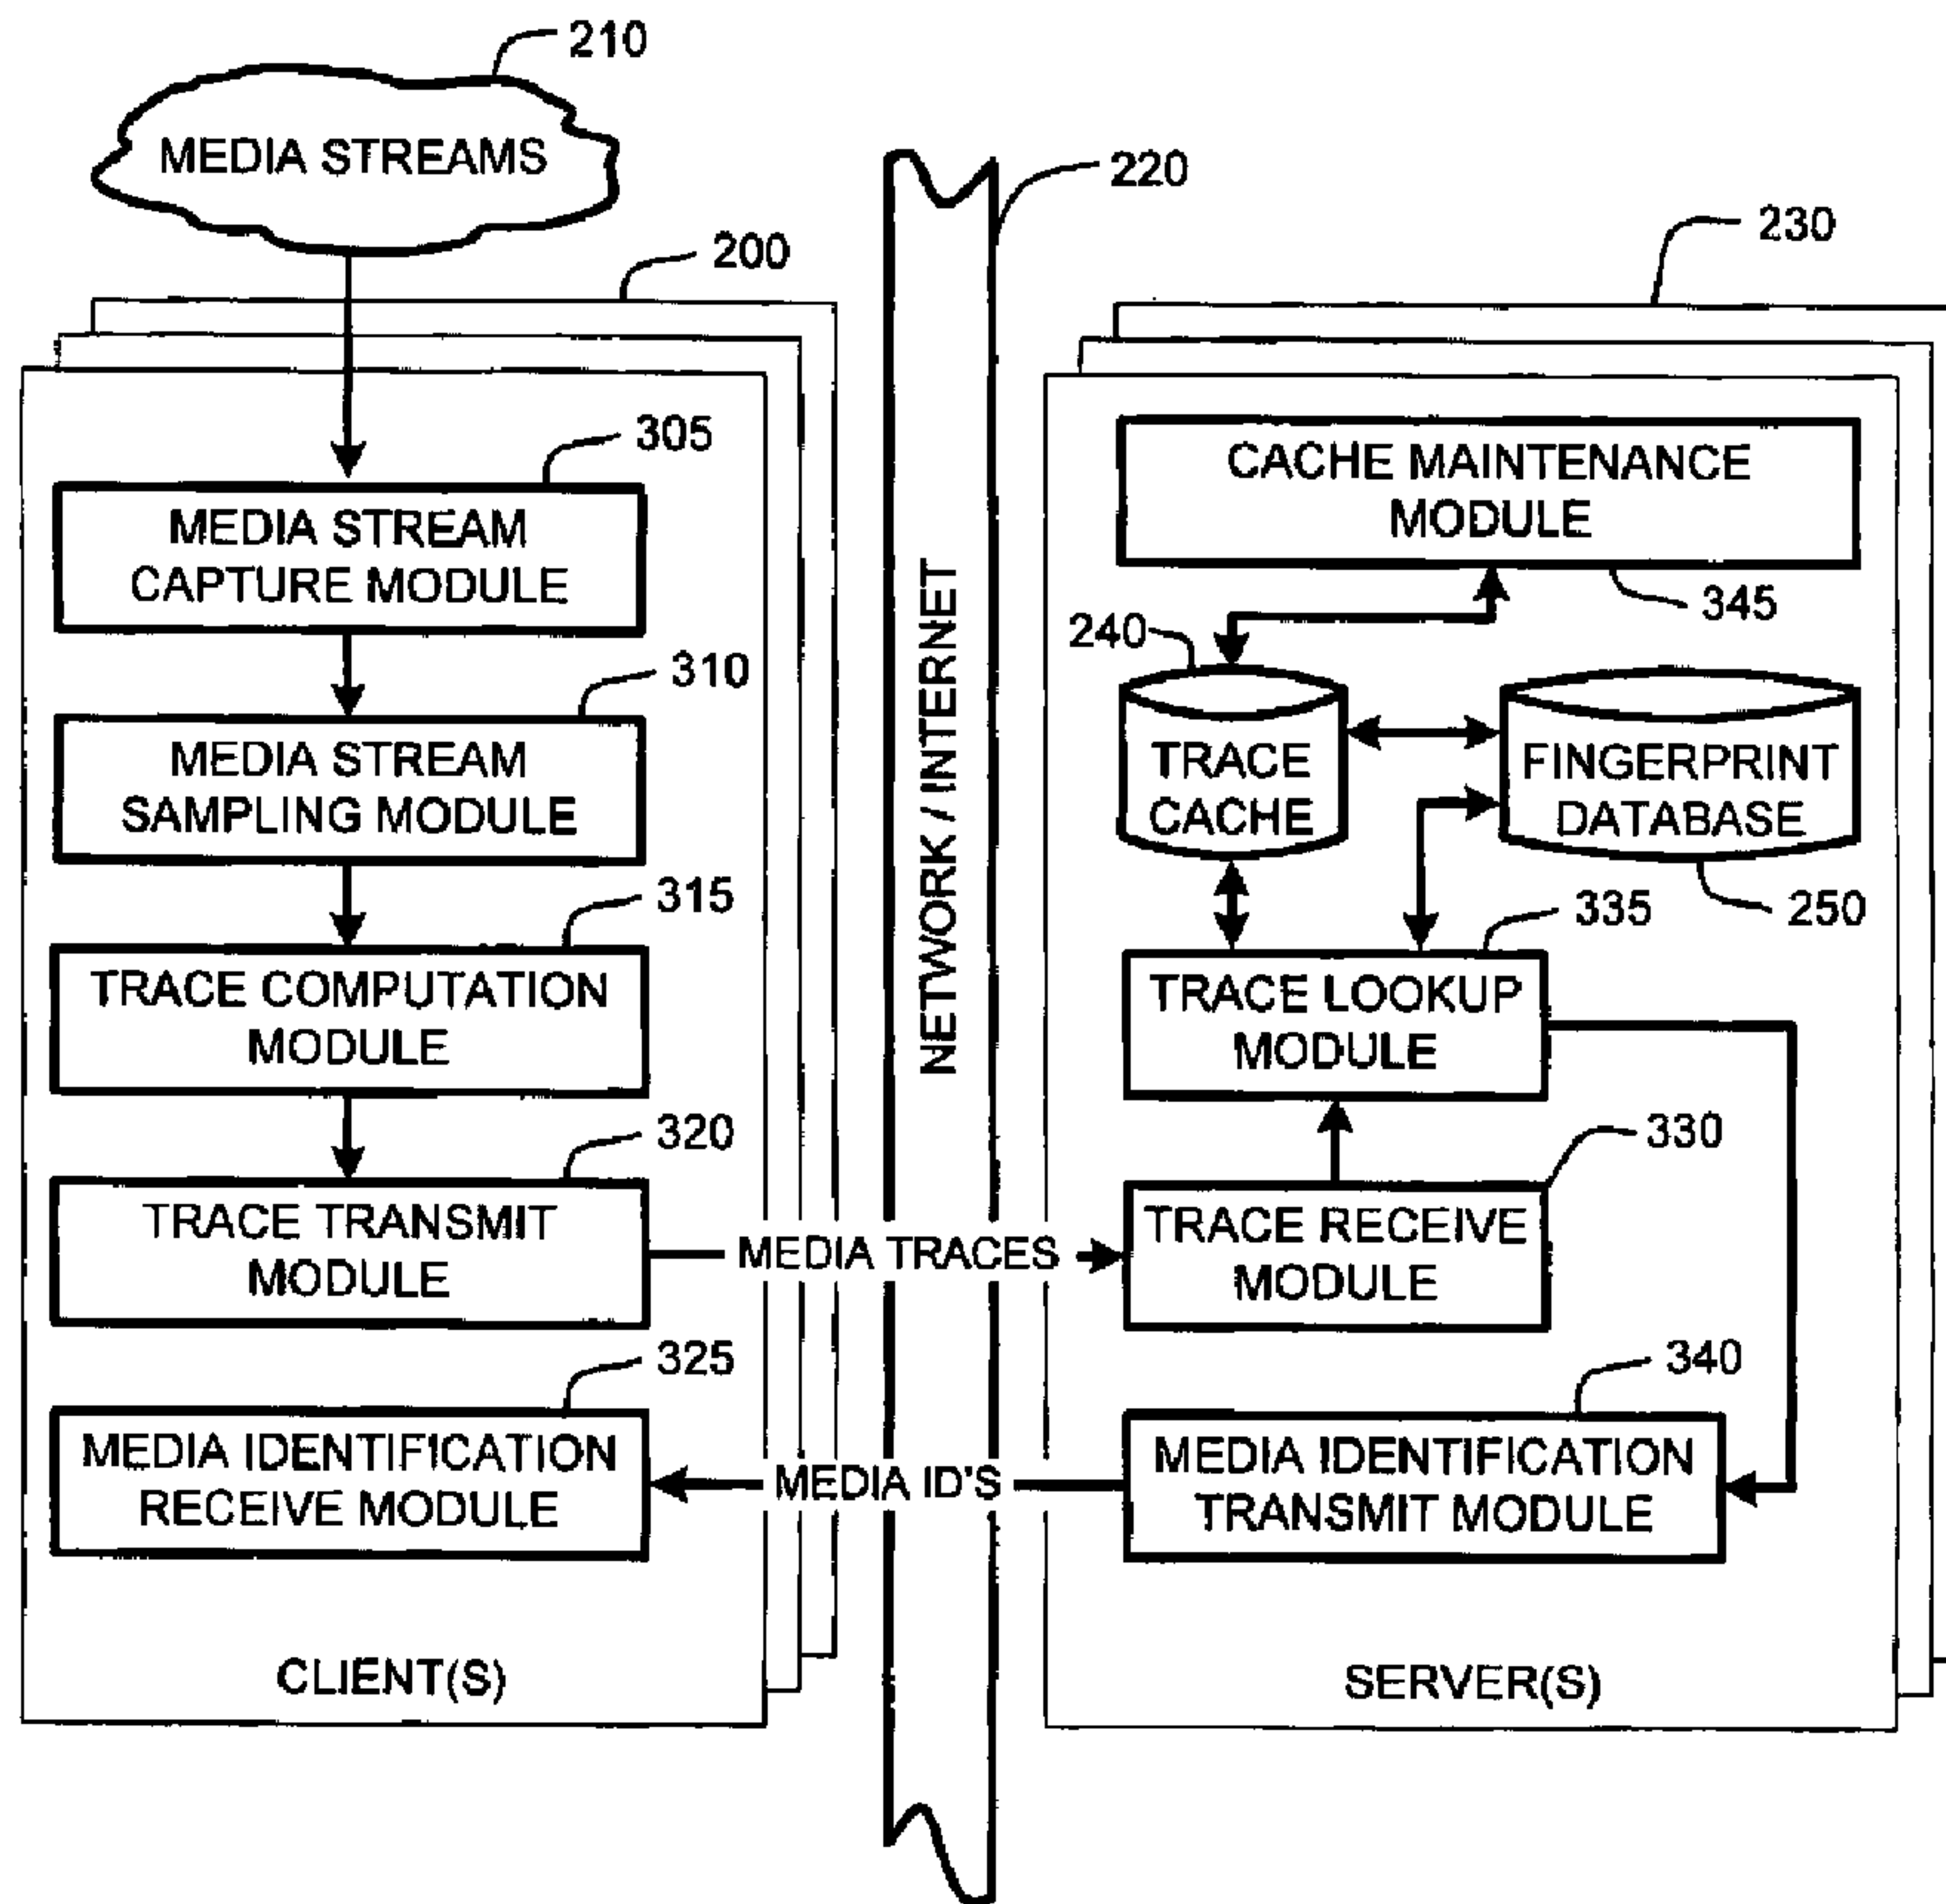 210
MEDIA STREAMS
200
305
MEDIA STREAM
CAPTURE MODULE
310
MEDIA STREAM
SAMPLING MODULE
315
TRACE COMPUTATION
MODULE
320
TRACE TRANSMIT
MODULE
325
MEDIA IDENTIFICATION
RECEIVE MODULE
CLIENT(S)
220
NETWORK / INTERNET
MEDIA TRACES
MEDIA ID'S
230
CACHE MAINTENANCE
MODULE
345
240
TRACE
CACHE
FINGERPRINT
DATABASE
250
335
TRACE LOOKUP
MODULE
330
TRACE RECEIVE
MODULE
340
MEDIA IDENTIFICATION
TRANSMIT MODULE
SERVER(S)